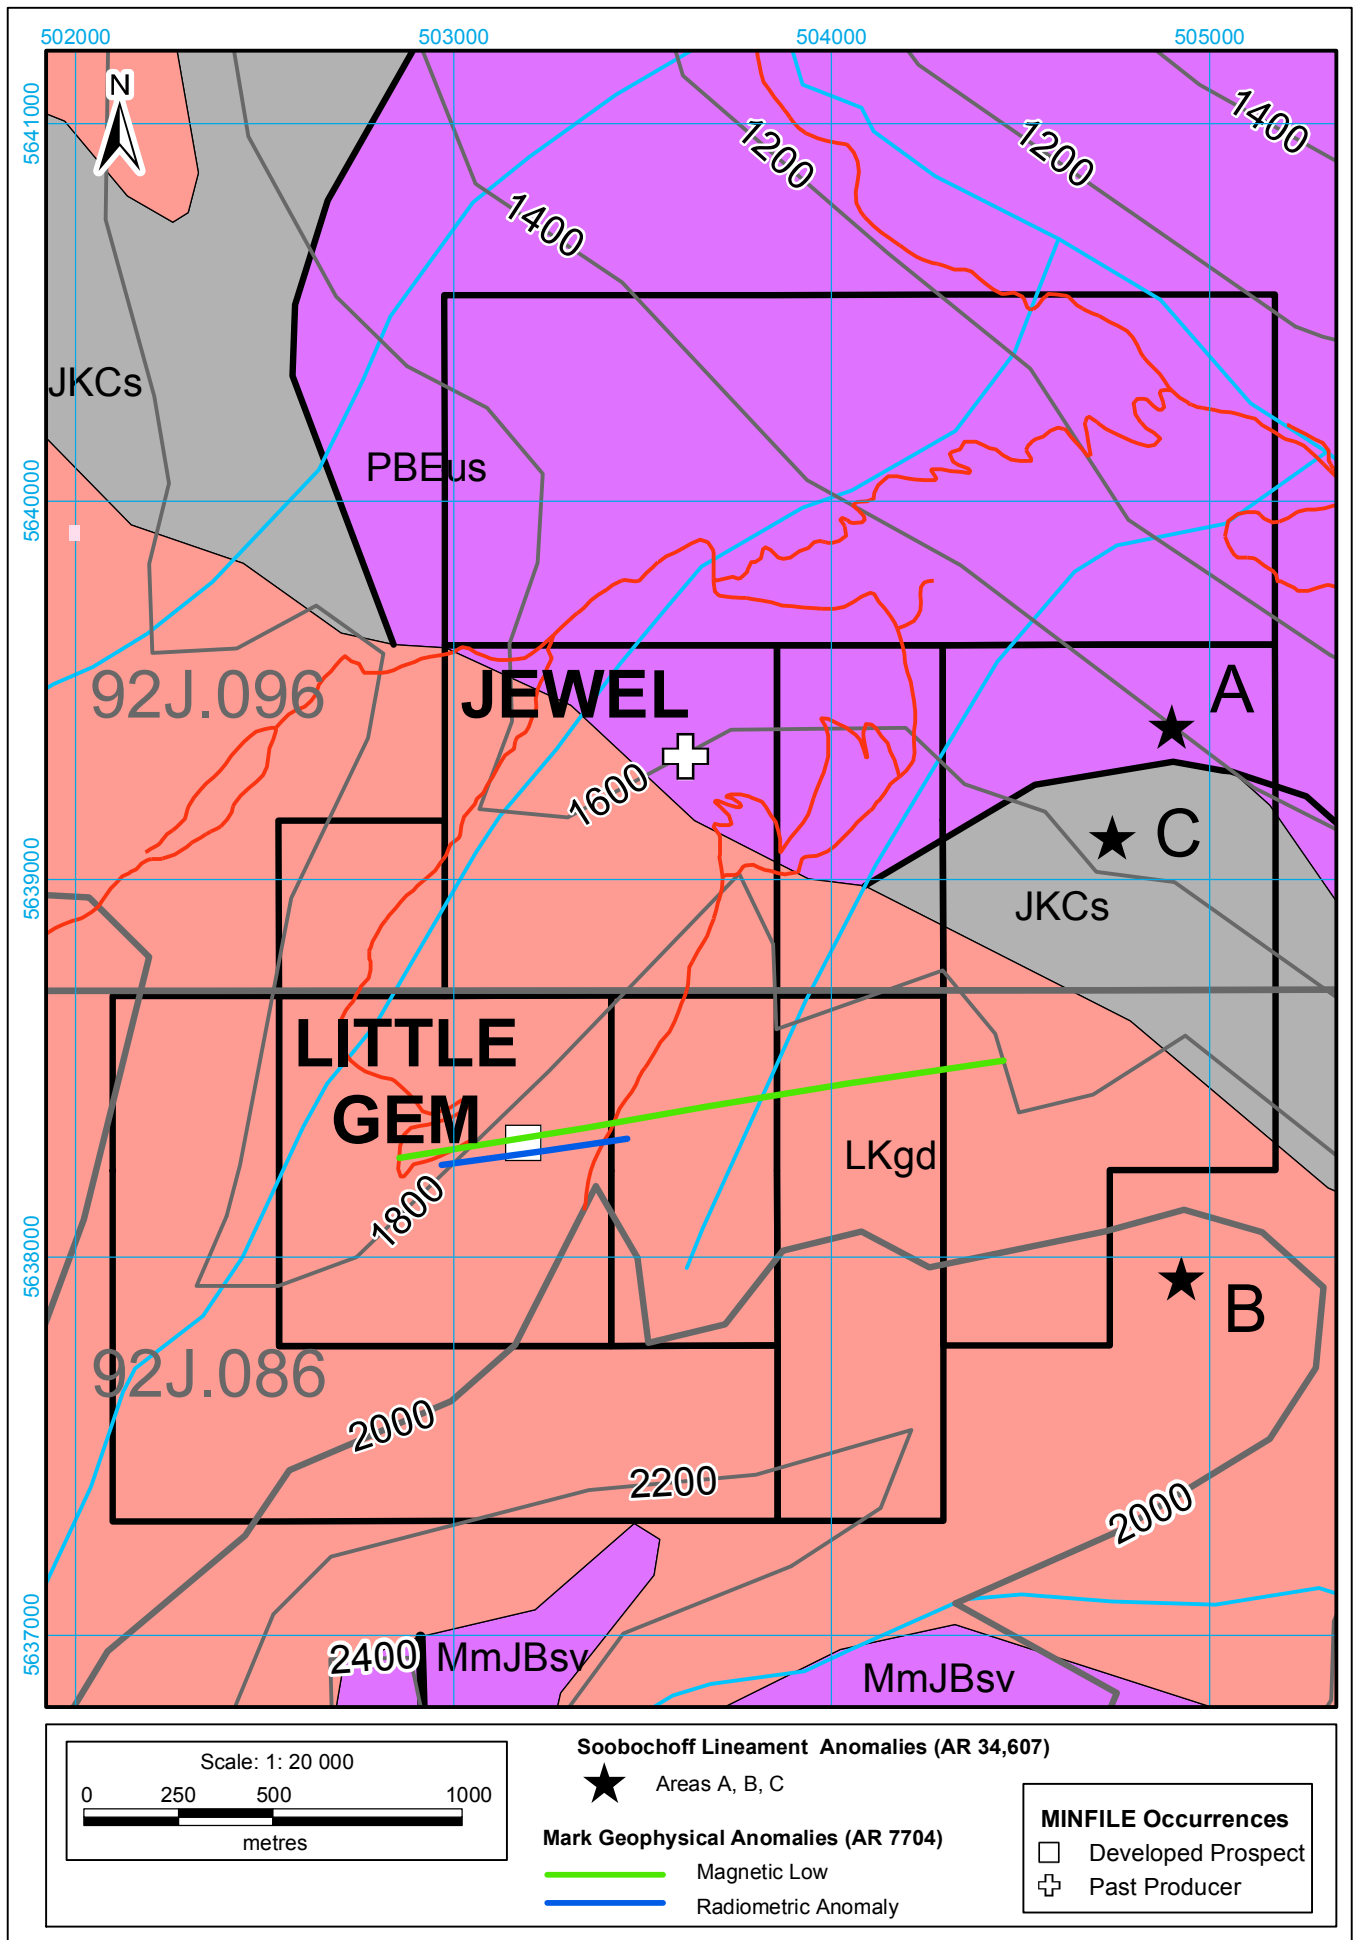 502000 503000 504000 505000
N
5641000
1400
1200
1200
1400
JKCs
PBEus
5640000
92J.096
JEWEL
A
1600
C
5639000
JKCs
LITTLE
GEM
LKgd
1800
5638000
B
92J.086
2000
2200
2000
5637000
2400
MmJBsv
MmJBsv
Scale: 1: 20 000
0 250 500 1000
metres
Soobochoff Lineament Anomalies (AR 34,607)
Areas A, B, C
Mark Geophysical Anomalies (AR 7704)
Magnetic Low
Radiometric Anomaly
MINFILE Occurrences
Developed Prospect
Past Producer